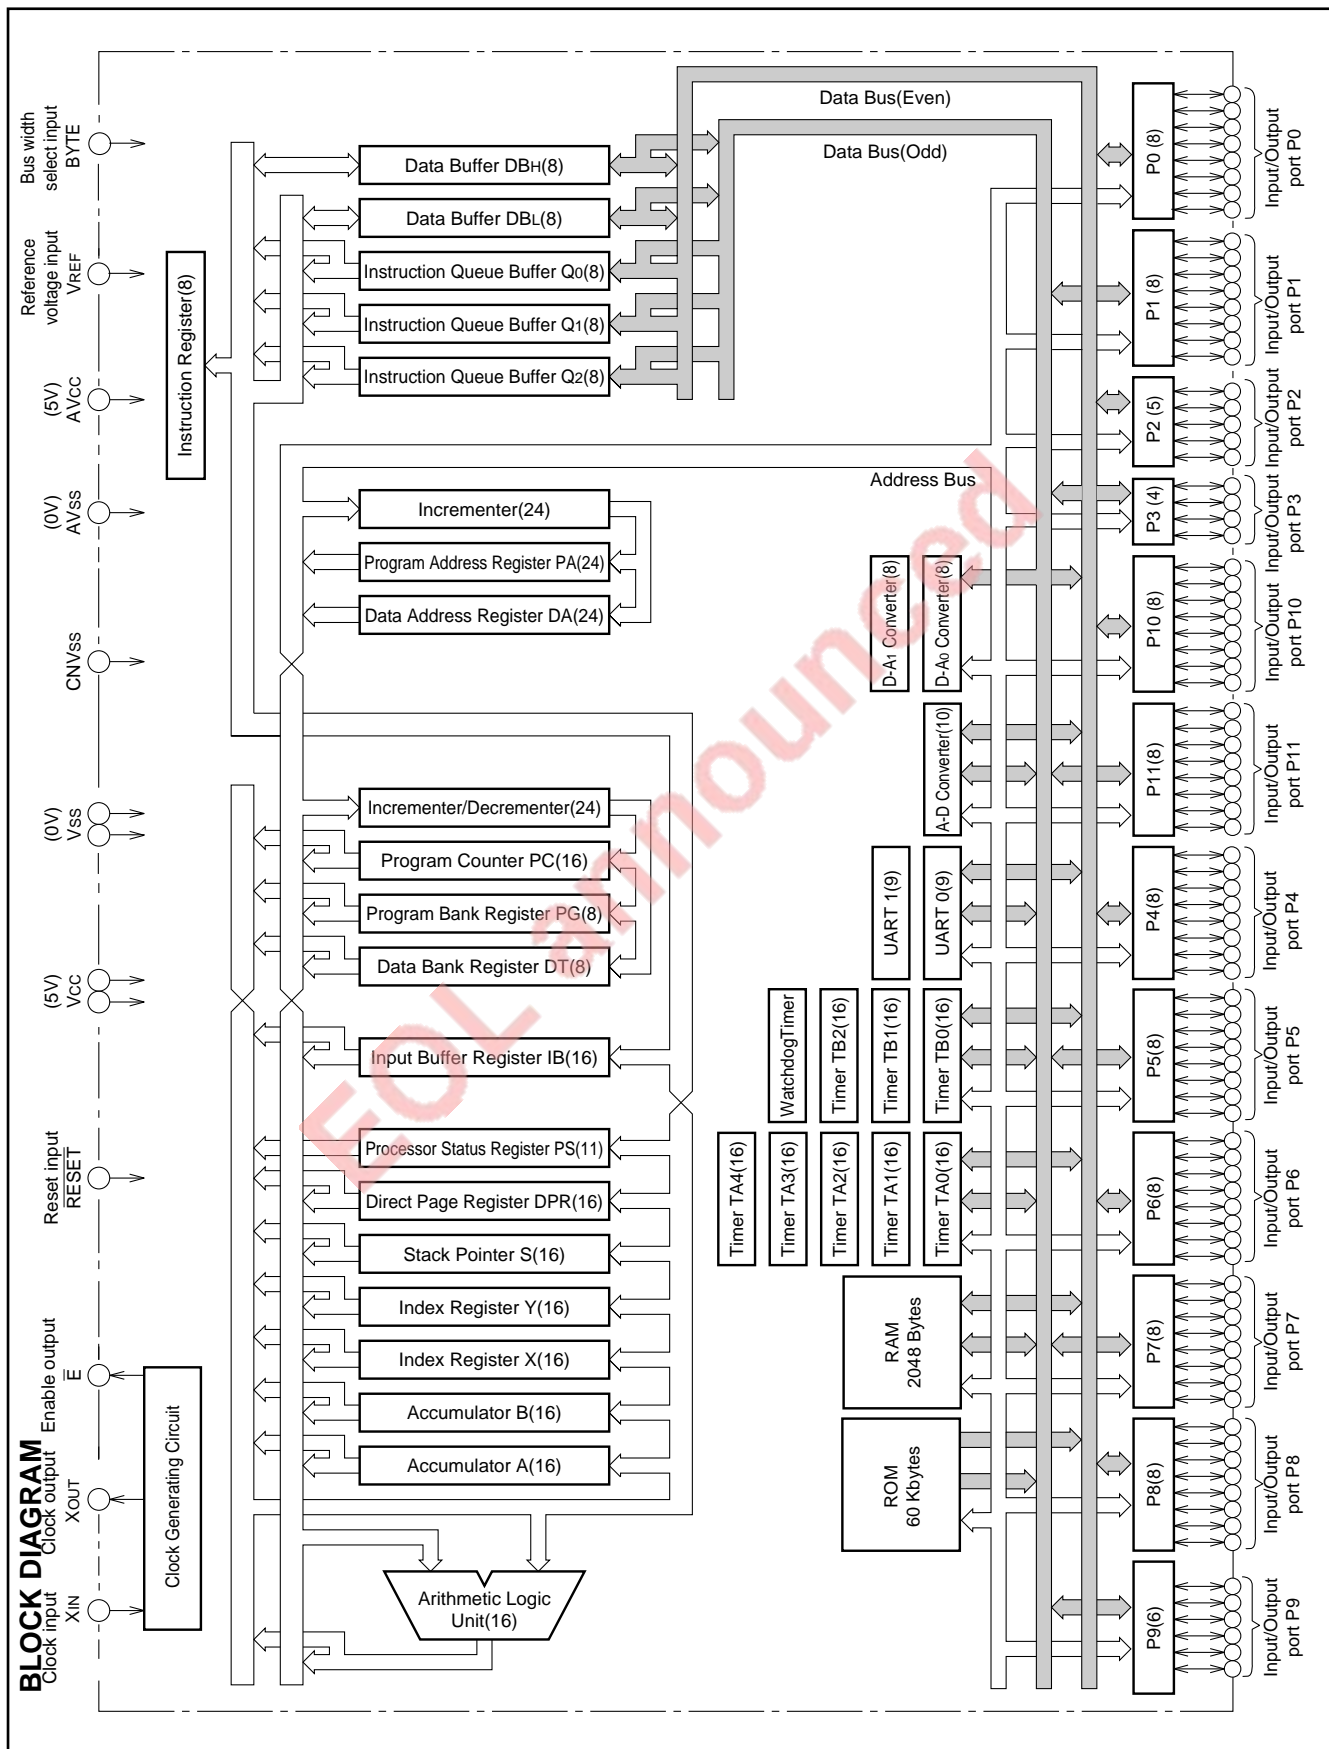 BLOCK DIAGRAM
Bus width
select input
BYTE
Reference
voltage input
VREF
(5V)
AVCC
(0V)
AVSS
CNVSS
(0V)
VSS
(5V)
VCC
Reset input
RESET
Enable output
E
Clock output
XOUT
Clock input
XIN
Instruction Register(8)
Clock Generating Circuit
Data Buffer DBH(8)
Data Buffer DBL(8)
Instruction Queue Buffer Q0(8)
Instruction Queue Buffer Q1(8)
Instruction Queue Buffer Q2(8)
Incrementer(24)
Program Address Register PA(24)
Data Address Register DA(24)
Incrementer/Decrementer(24)
Program Counter PC(16)
Program Bank Register PG(8)
Data Bank Register DT(8)
Input Buffer Register IB(16)
Processor Status Register PS(11)
Direct Page Register DPR(16)
Stack Pointer S(16)
Index Register Y(16)
Index Register X(16)
Accumulator B(16)
Accumulator A(16)
Arithmetic Logic
Unit(16)
Data Bus(Even)
Data Bus(Odd)
Address Bus
D-A1 Converter(8)
D-A0 Converter(8)
A-D Converter(10)
UART 1(9)
UART 0(9)
WatchdogTimer
Timer TB2(16)
Timer TB1(16)
Timer TB0(16)
Timer TA4(16)
Timer TA3(16)
Timer TA2(16)
Timer TA1(16)
Timer TA0(16)
RAM
2048 Bytes
ROM
60 Kbytes
P0 (8)
P1 (8)
P2 (5)
P3 (4)
P10 (8)
P11(8)
P4(8)
P5(8)
P6(8)
P7(8)
P8(8)
P9(6)
Input/Output
port P0
Input/Output
port P1
Input/Output
port P2
Input/Output
port P3
Input/Output
port P10
Input/Output
port P11
Input/Output
port P4
Input/Output
port P5
Input/Output
port P6
Input/Output
port P7
Input/Output
port P8
Input/Output
port P9
EOL announced